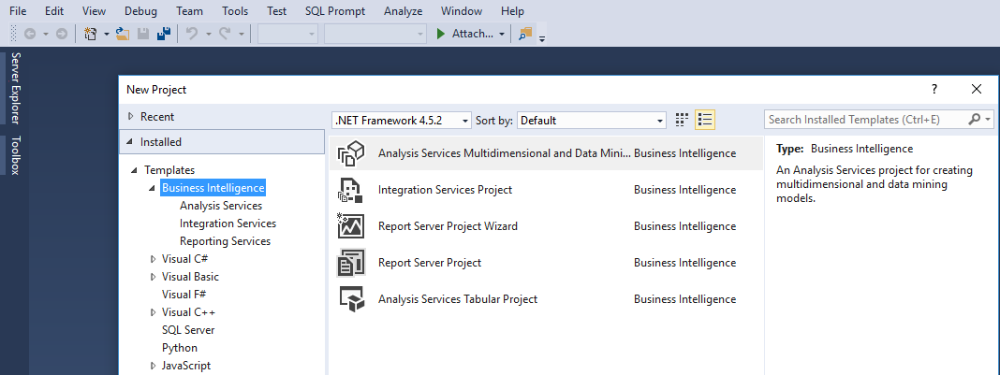 File Edit View Debug Team Tools Test SQL Prompt Analyze Window Help
Attach...
Server Explorer
Toolbox
New Project
?
Recent
.NET Framework 4.5.2 Sort by: Default
Search Installed Templates (Ctrl+E)
Installed
Templates
Business Intelligence
Analysis Services
Integration Services
Reporting Services
Visual C#
Visual Basic
Visual F#
Visual C++
SQL Server
Python
JavaScript
Analysis Services Multidimensional and Data Mini... Business Intelligence
Integration Services Project Business Intelligence
Report Server Project Wizard Business Intelligence
Report Server Project Business Intelligence
Analysis Services Tabular Project Business Intelligence
Type: Business Intelligence
An Analysis Services project for creating
multidimensional and data mining
models.